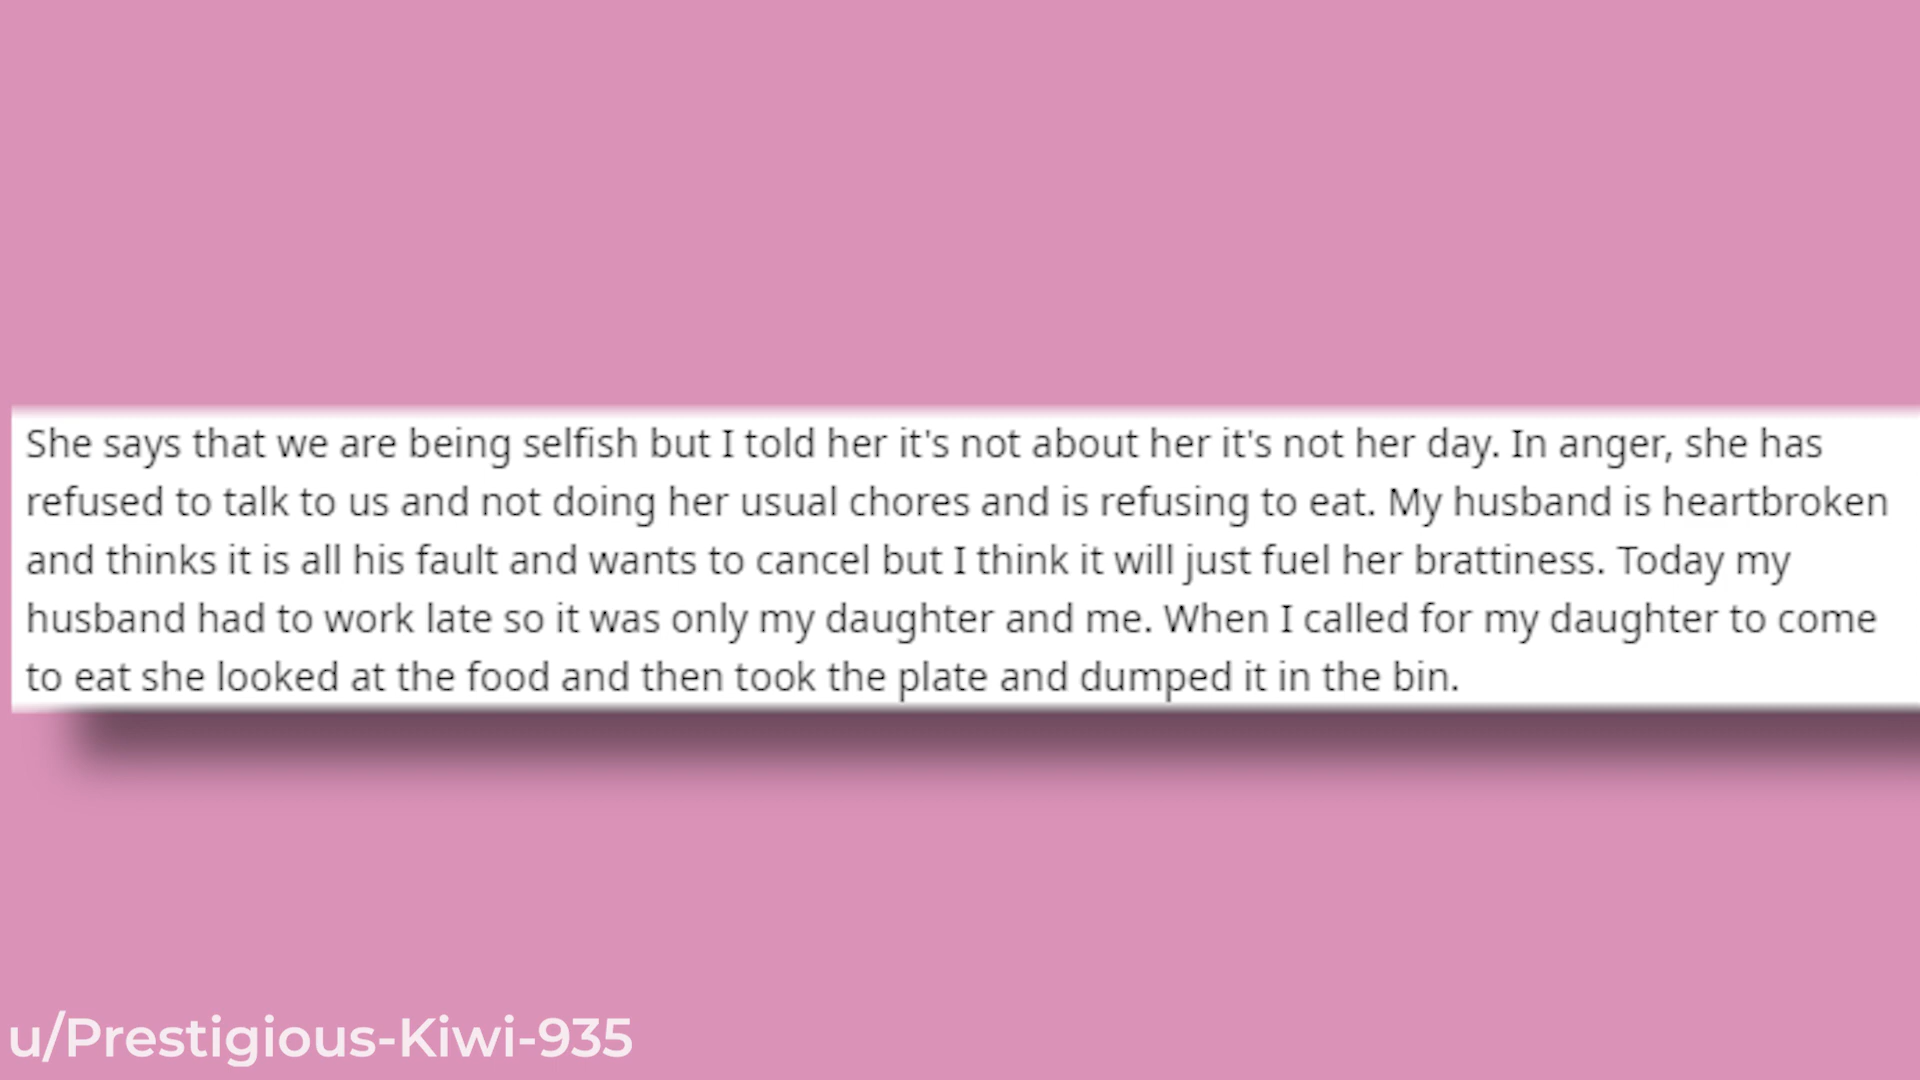 She says that we are being selfish but I told her it's not about her it's not her day. In anger, she has
refused to talk to us and not doing her usual chores and is refusing to eat. My husband is heartbroken
and thinks it is all his fault and wants to cancel but I think it will just fuel her brattiness. Today my
husband had to work late so it was only my daughter and me. When I called for my daughter to come
to eat she looked at the food and then took the plate and dumped it in the bin.
u/Prestigious-Kiwi-935